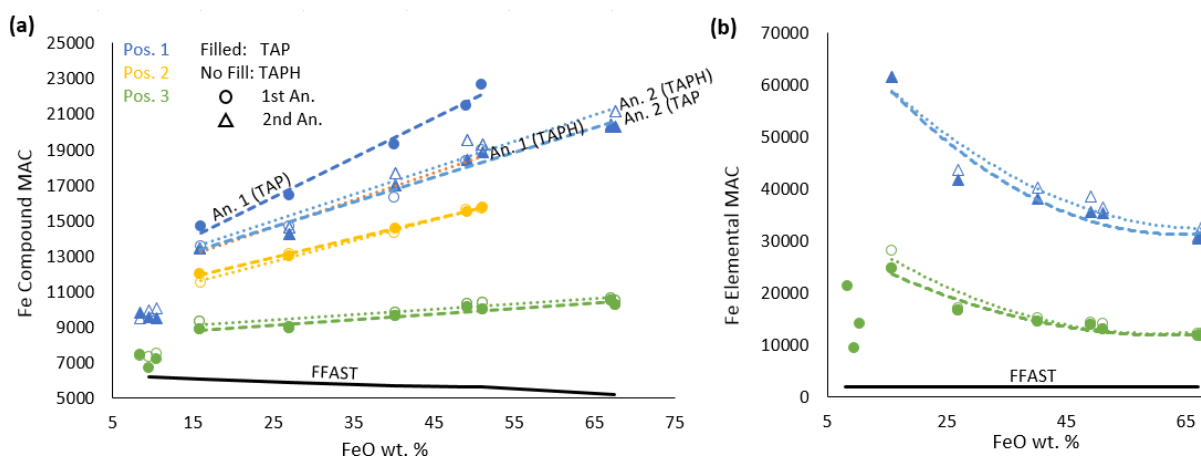 (a)
25000
23000
21000
19000
17000
15000
13000
11000
9000
7000
5000
Fe Compound MAC
Pos. 1 Filled: TAP
Pos. 2 No Fill: TAPH
Pos. 3 1st An.
2nd An.
An. 1 (TAP)
An. 1 (TAPH)
An. 2 (TAPH)
An. 2 (TAP
FFAST
5 15 25 35 45 55 65 75
FeO wt. %
(b)
70000
60000
50000
40000
30000
20000
10000
0
Fe Elemental MAC
FFAST
5 25 45 65
FeO wt. %